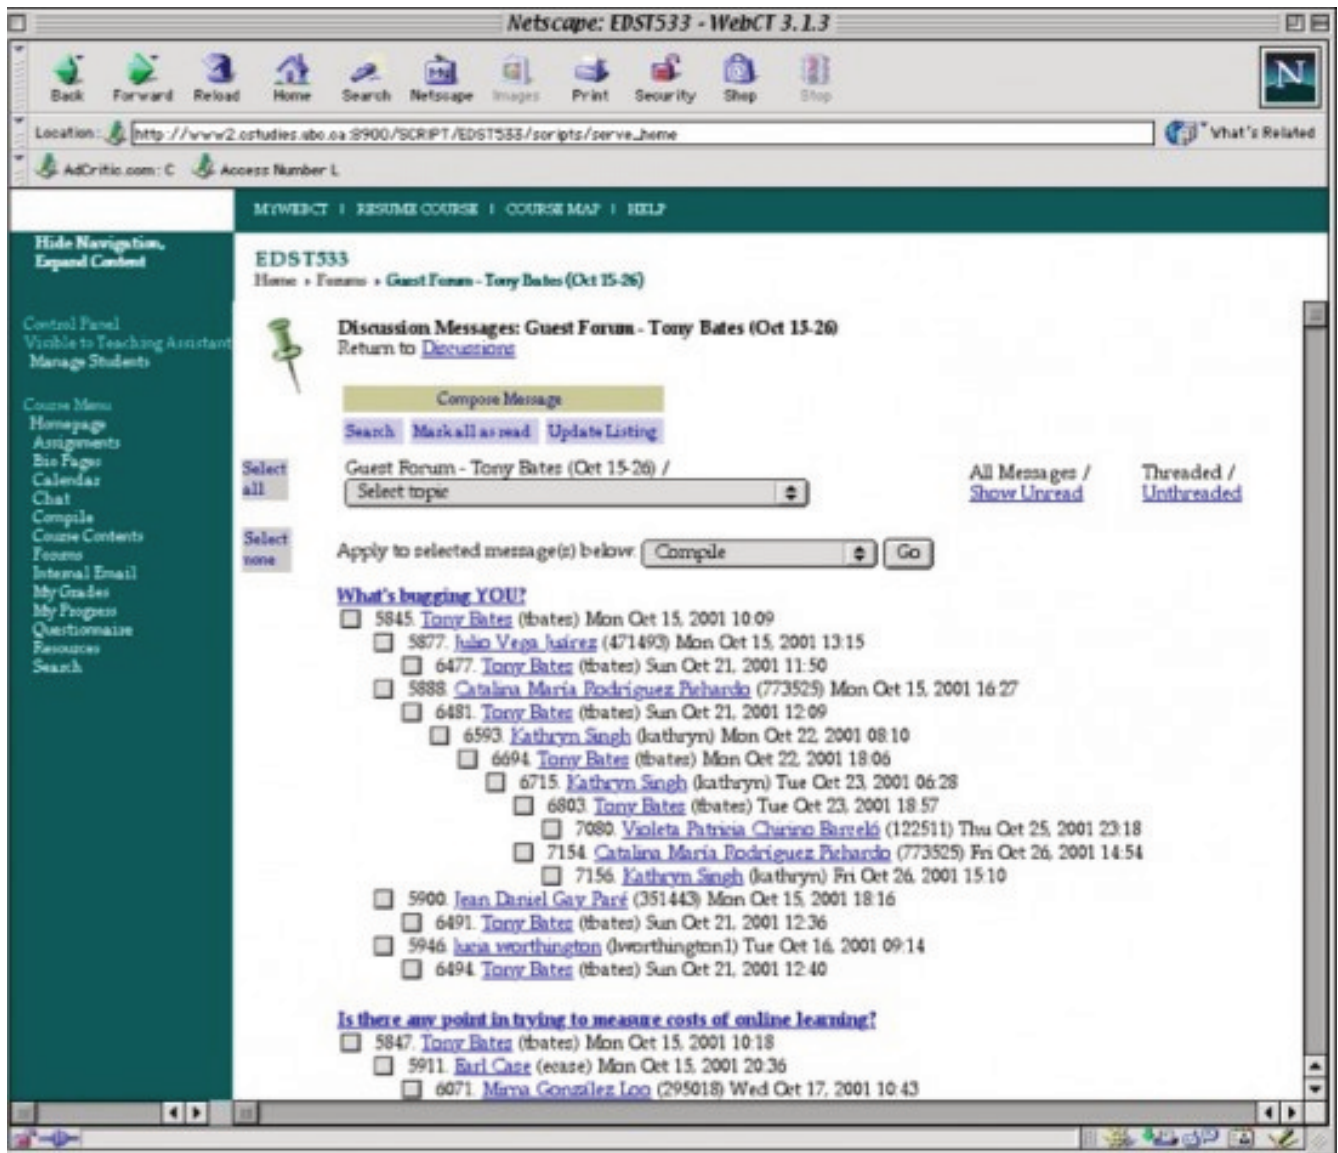 Netscape: EDST533 - WebCT 3.1.3
Back Forward Reload Home Search Netscape Images Print Security Shop Stop
N
Location: http://www2.cstudies.ubc.ca:8900/SCRIPT/EDST533/scripts/serve_home What's Related
AdCritic.com: C Access Number L
MYWEBCT | RESUME COURSE | COURSE MAP | HELP
Hide Navigation,
Expand Content
Control Panel
Visible to Teaching Assistant
Manage Students
Course Menu
Homepage
Assignments
Bio Pages
Calendar
Chat
Compile
Course Contents
Forums
Internal Email
My Grades
My Progress
Questionnaire
Resources
Search
EDST533
Home › Forums › Guest Forum - Tony Bates (Oct 15-26)
Discussion Messages: Guest Forum - Tony Bates (Oct 15-26)
Return to Discussions
Compose Message
Search Mark all as read Update Listing
Select
all
Guest Forum - Tony Bates (Oct 15-26) /
Select topic
All Messages /
Show Unread
Threaded /
Unthreaded
Select
none
Apply to selected message(s) below: Compile Go
What's bugging YOU?
5845. Tony Bates (tbates) Mon Oct 15, 2001 10:09
5877. Julio Vega Juárez (471493) Mon Oct 15, 2001 13:15
6477. Tony Bates (tbates) Sun Oct 21, 2001 11:50
5888. Catalina María Rodríguez Pichardo (773525) Mon Oct 15, 2001 16:27
6481. Tony Bates (tbates) Sun Oct 21, 2001 12:09
6593. Kathryn Singh (kathryn) Mon Oct 22, 2001 08:10
6694. Tony Bates (tbates) Mon Oct 22, 2001 18:06
6715. Kathryn Singh (kathryn) Tue Oct 23, 2001 06:28
6803. Tony Bates (tbates) Tue Oct 23, 2001 18:57
7080. Violeta Patricia Chirino Barceló (122511) Thu Oct 25, 2001 23:18
7154. Catalina María Rodríguez Pichardo (773525) Fri Oct 26, 2001 14:54
7156. Kathryn Singh (kathryn) Fri Oct 26, 2001 15:10
5900. Jean Daniel Gay Paré (351443) Mon Oct 15, 2001 18:16
6491. Tony Bates (tbates) Sun Oct 21, 2001 12:36
5946. lucia worthington (lworthington1) Tue Oct 16, 2001 09:14
6494. Tony Bates (tbates) Sun Oct 21, 2001 12:40
Is there any point in trying to measure costs of online learning?
5847. Tony Bates (tbates) Mon Oct 15, 2001 10:18
5911. Earl Case (ecase) Mon Oct 15, 2001 20:36
6071. Mirna González Loo (295018) Wed Oct 17, 2001 10:43